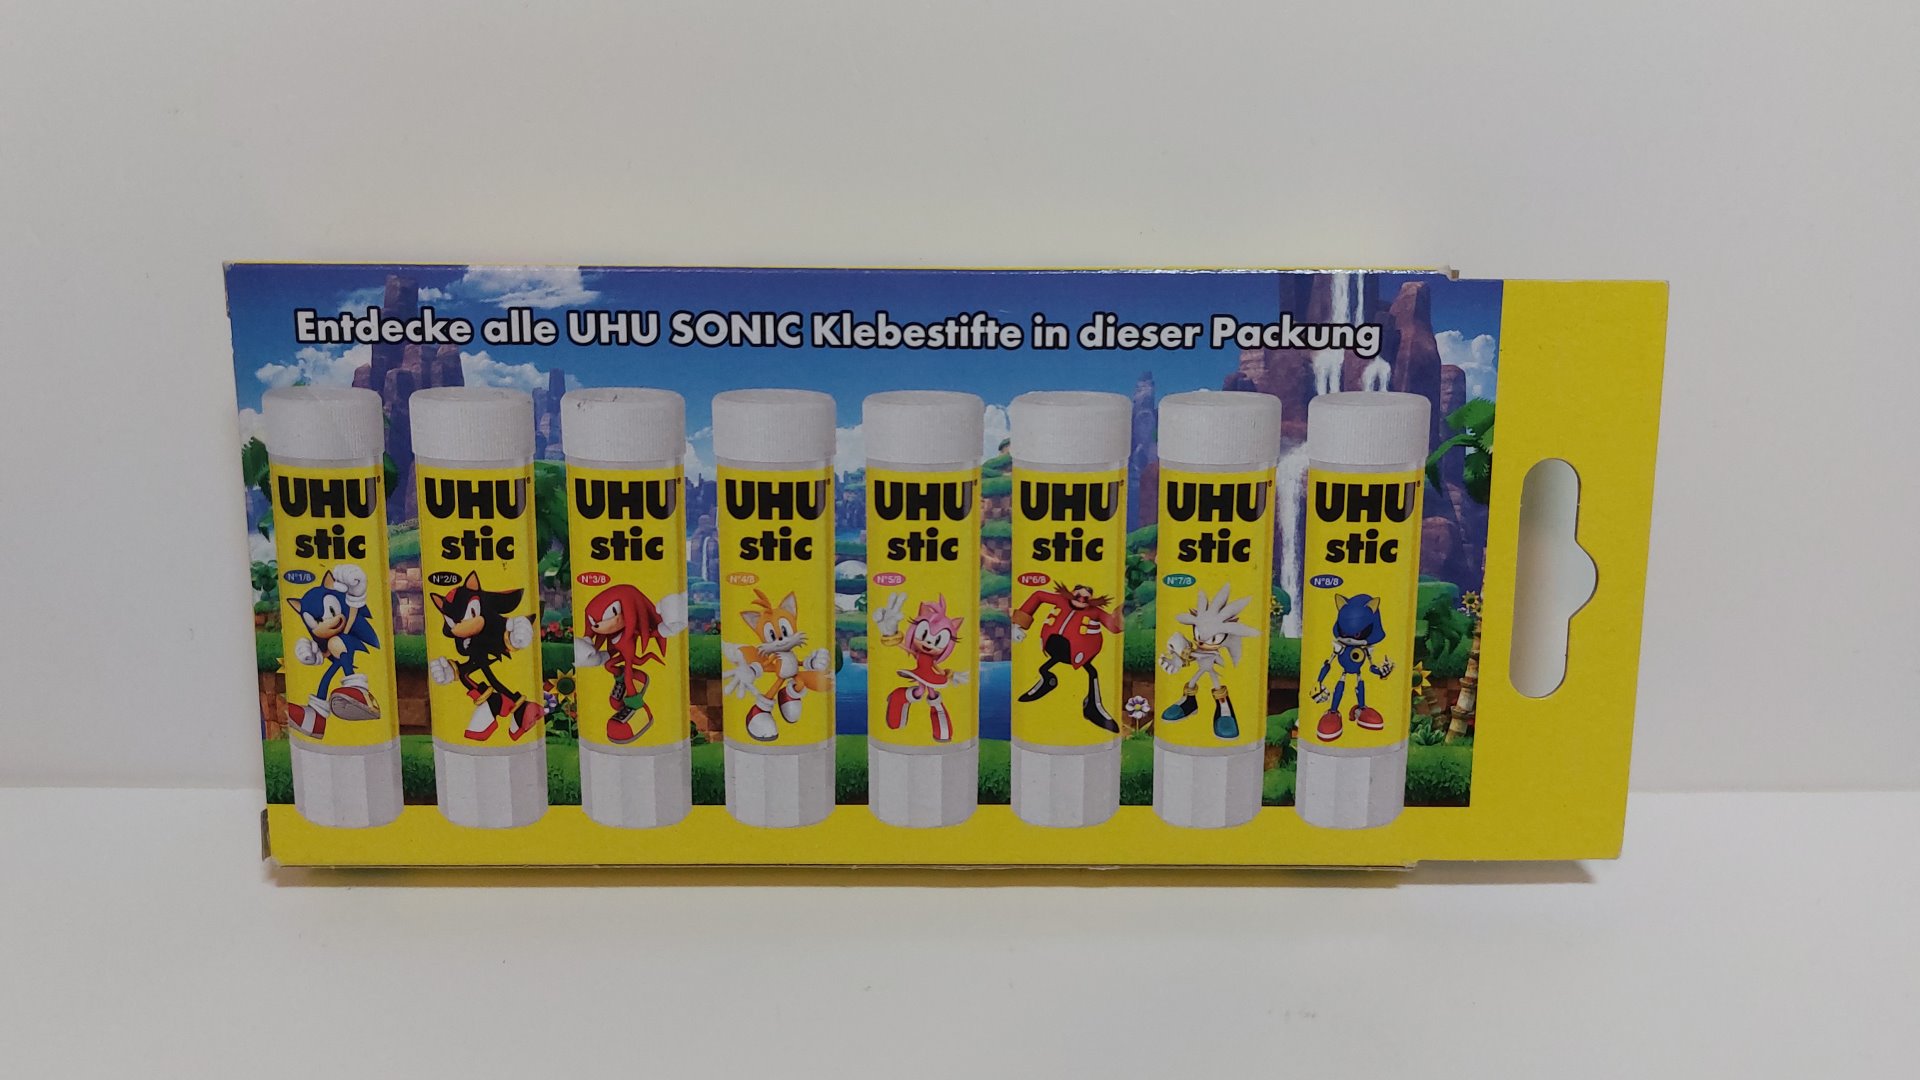 Entdecke alle UHU SONIC Klebestifte in dieser Packung
UHU
stic
N°1/8
UHU
stic
N°2/8
UHU
stic
N°3/8
UHU
stic
N°4/8
UHU
stic
N°5/8
UHU
stic
N°6/8
UHU
stic
N°7/8
UHU
stic
N°8/8